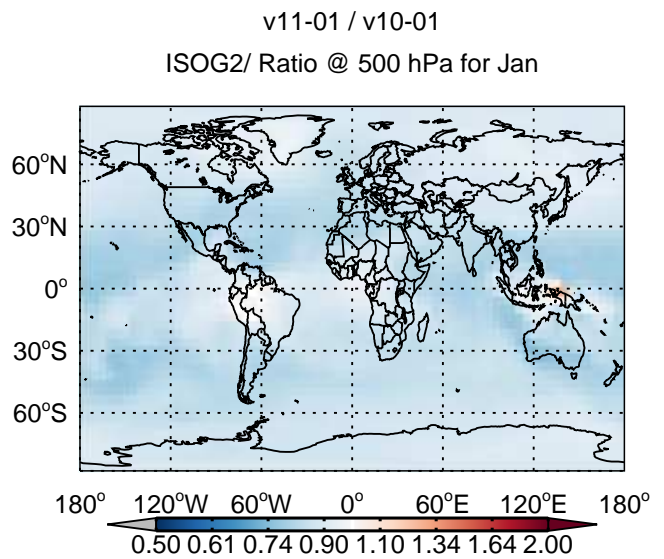 v11-01 / v10-01
ISOG2/ Ratio @ 500 hPa for Jan
60°N
30°N
0°
30°S
60°S
180° 120°W 60°W 0° 60°E 120°E 180°
0.50 0.61 0.74 0.90 1.10 1.34 1.64 2.00